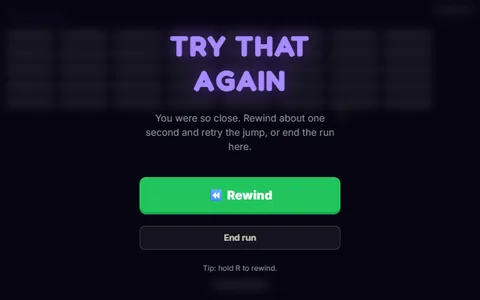 TRY THAT
AGAIN
You were so close. Rewind about one
second and retry the jump, or end the run
here.
⏪ Rewind
End run
Tip: hold R to rewind.